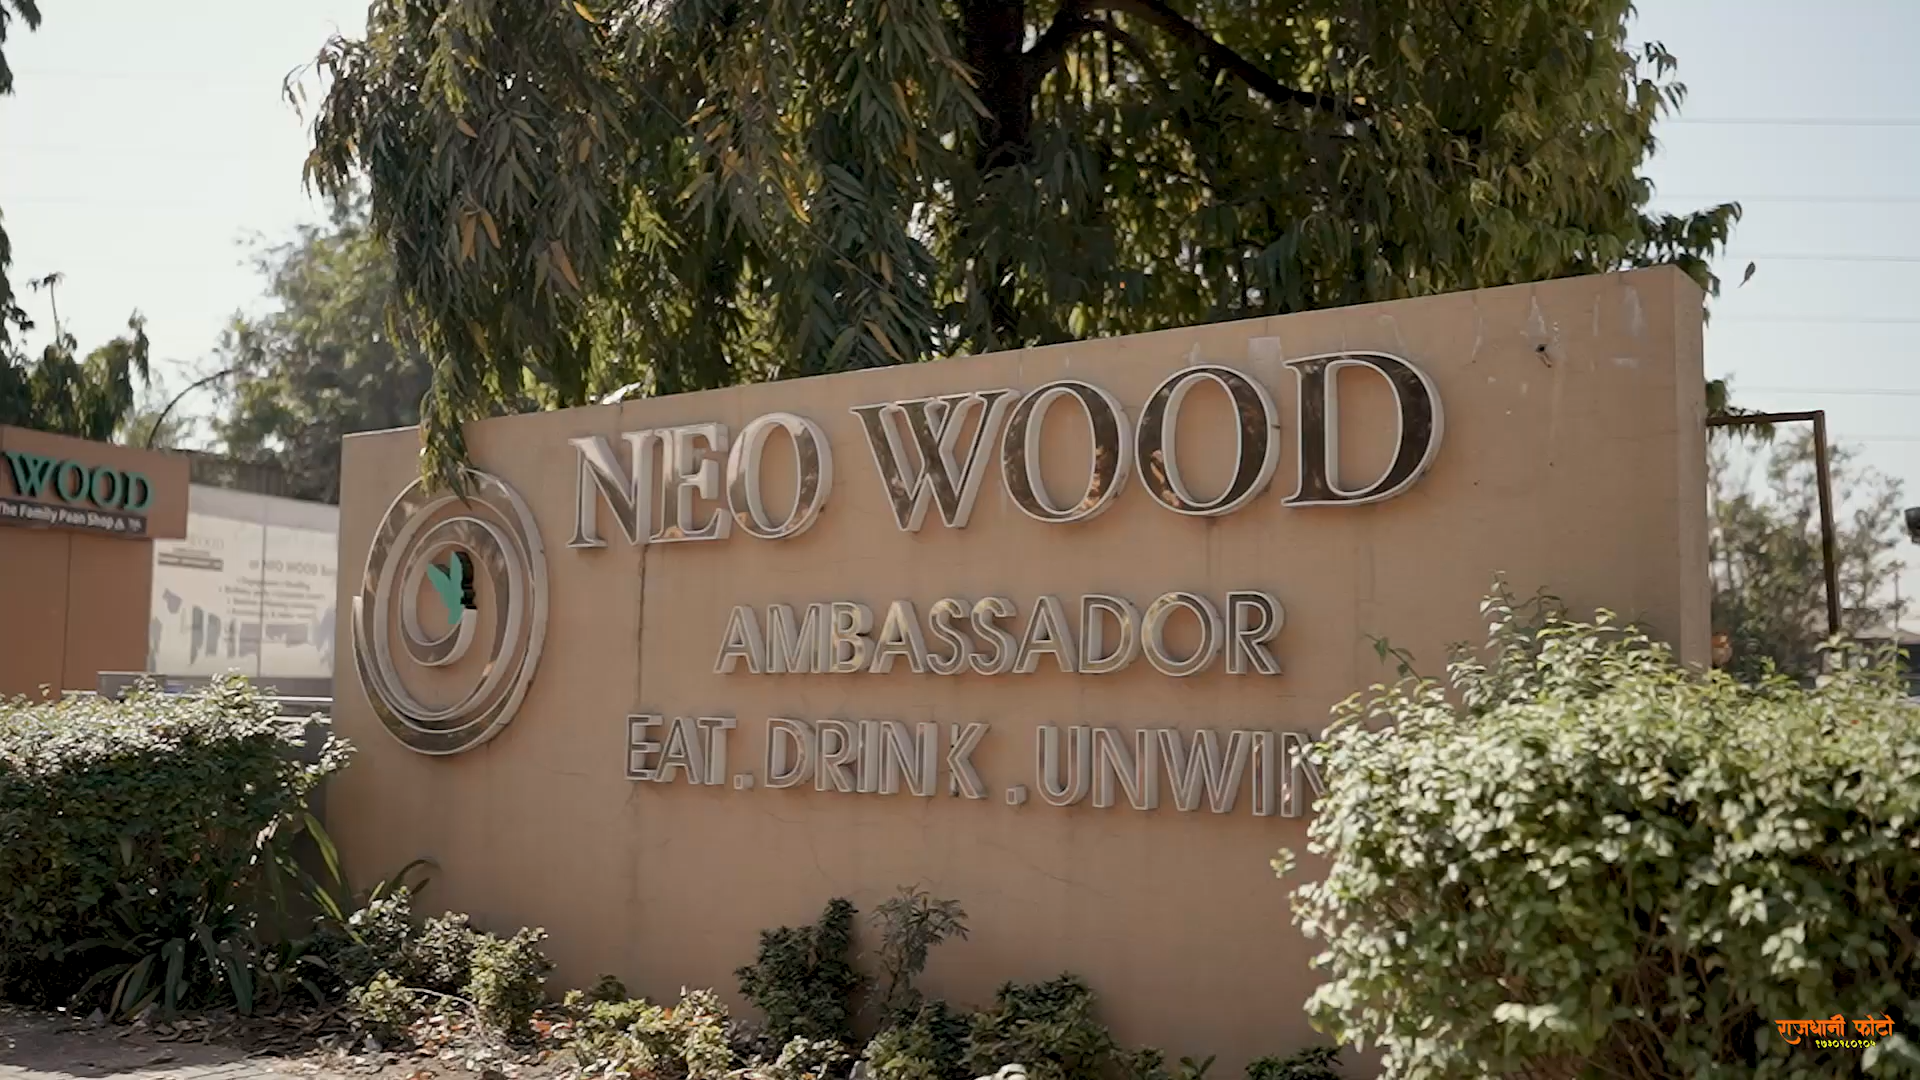 NEO WOOD
AMBASSADOR
EAT. DRINK. UNWIN
WOOD
The Family Paan Shop
राजधानी फोटो